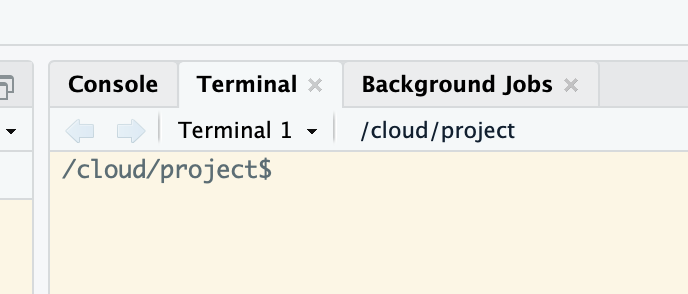 Console Terminal Background Jobs
Terminal 1 /cloud/project
/cloud/project$